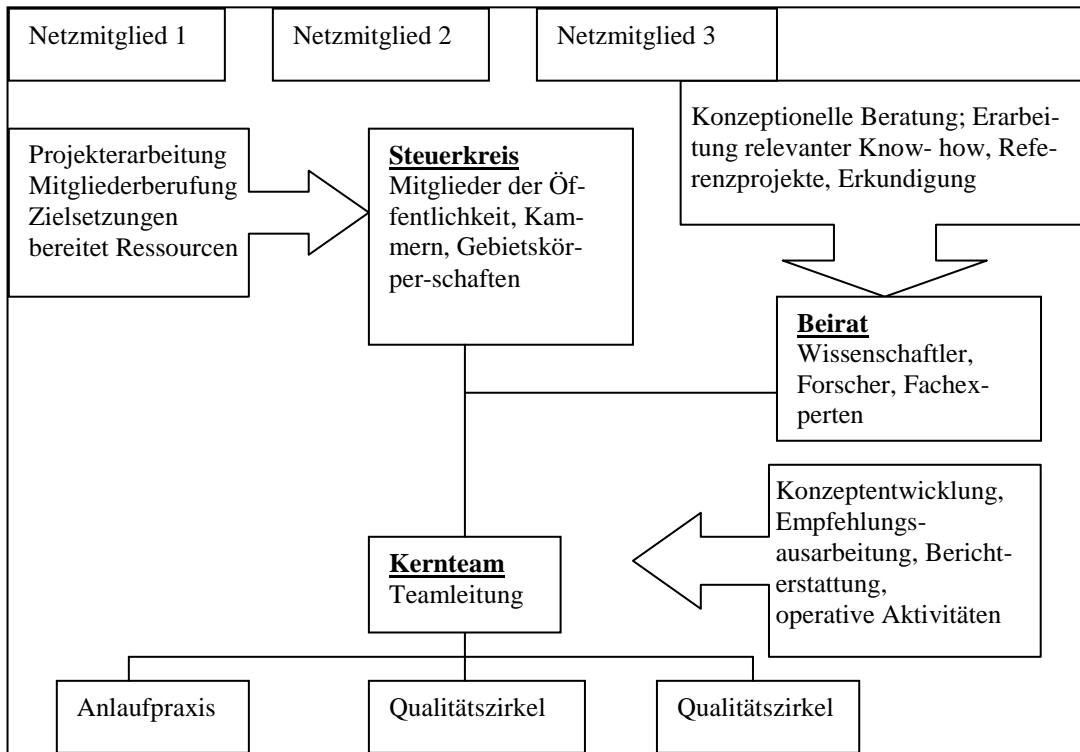 Netzmitglied 1
Netzmitglied 2
Netzmitglied 3
Projekterarbeitung
Mitgliederberufung
Zielsetzungen
bereitet Ressourcen
Steuerkreis
Mitglieder der Öf-
fentlichkeit, Kam-
mern, Gebietskör-
per-schaften
Konzeptionelle Beratung; Erarbei-
tung relevanter Know- how, Refe-
renzprojekte, Erkundigung
Beirat
Wissenschaftler,
Forscher, Fachex-
perten
Konzeptentwicklung,
Empfehlungs-
ausarbeitung, Bericht-
erstattung,
operative Aktivitäten
Kernteam
Teamleitung
Anlaufpraxis
Qualitätszirkel
Qualitätszirkel